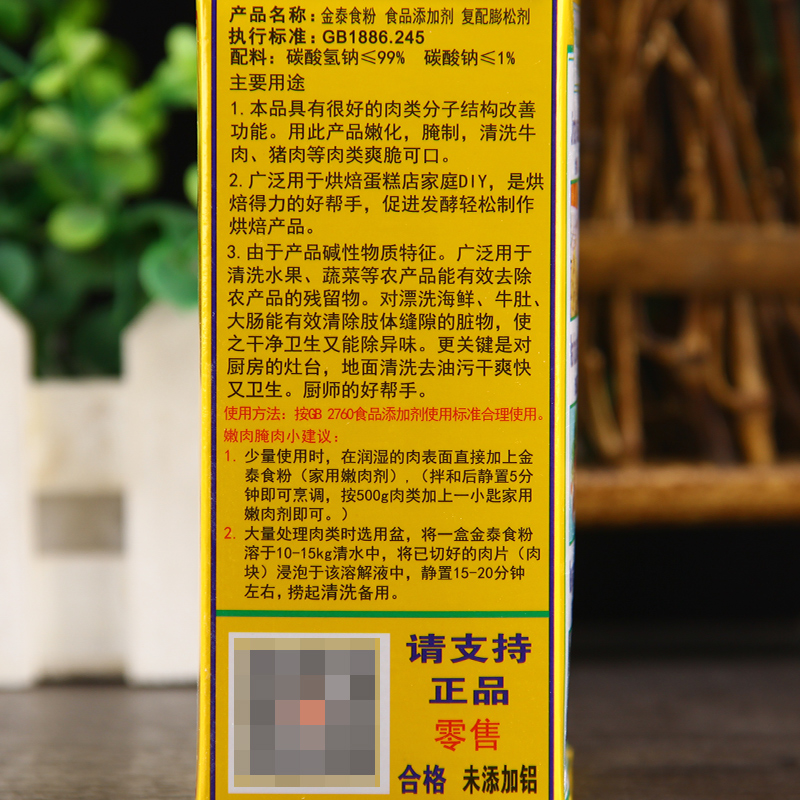 产品名称：金泰食粉 食品添加剂 复配膨松剂
执行标准：GB1886.245
配料：碳酸氢钠≤99% 碳酸钠≤1%
主要用途
1.本品具有很好的肉类分子结构改善
功能。用此产品嫩化，腌制，清洗牛
肉、猪肉等肉类爽脆可口。
2.广泛用于烘焙蛋糕店家庭DIY，是烘
焙得力的好帮手，促进发酵轻松制作
烘焙产品。
3.由于产品碱性物质特征。广泛用于
清洗水果、蔬菜等农产品能有效去除
农产品的残留物。对漂洗海鲜、牛肚、
大肠能有效清除肢体缝隙的脏物，使
之干净卫生又能除异味。更关键是对
厨房的灶台，地面清洗去油污干爽快
又卫生。厨师的好帮手。
使用方法：按GB 2760食品添加剂使用标准合理使用。
嫩肉腌肉小建议：
1.少量使用时，在润湿的肉表面直接加上金
泰食粉（家用嫩肉剂）,（拌和后静置5分
钟即可烹调，按500g肉类加上一小匙家用
嫩肉剂即可。）
2.大量处理肉类时选用盆，将一盒金泰食粉
溶于10-15kg清水中，将已切好的肉片（肉
块）浸泡于该溶解液中，静置15-20分钟
左右,捞起清洗备用。
请支持
正品
零售
合格 未添加铝